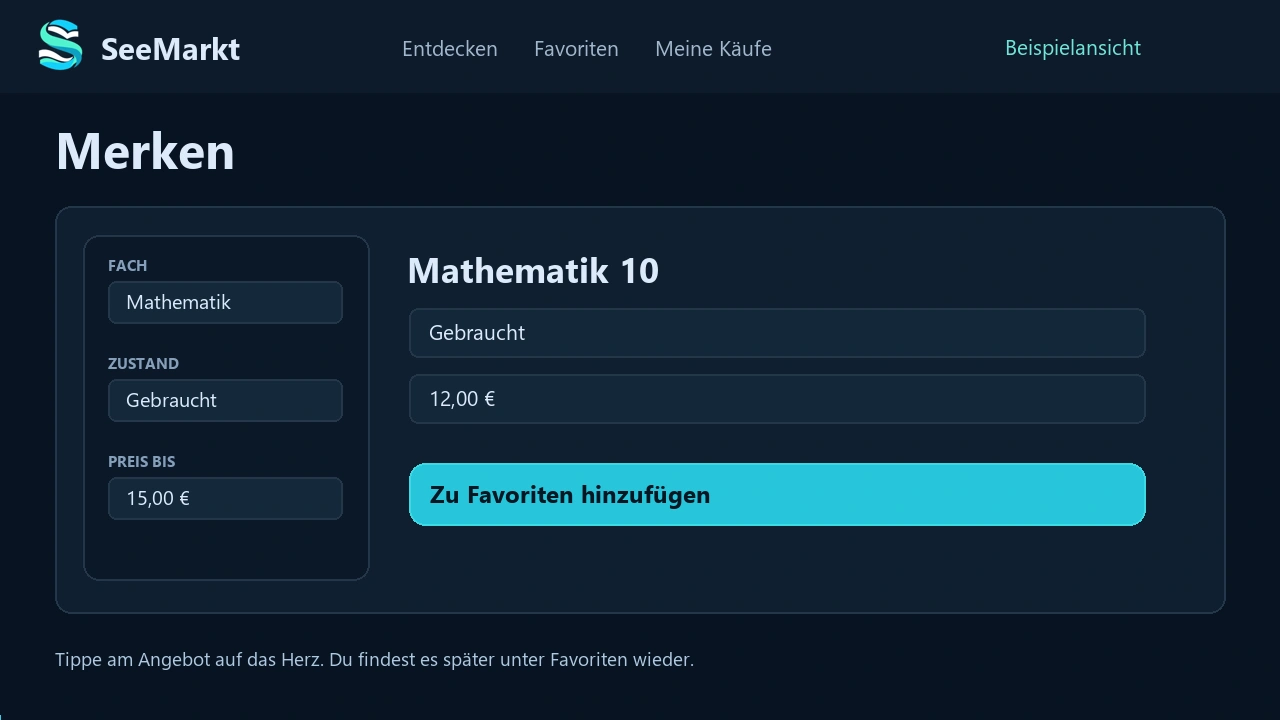 SeeMarkt
Entdecken
Favoriten
Meine Käufe
Beispielansicht
Merken
FACH
Mathematik
ZUSTAND
Gebraucht
PREIS BIS
15,00 €
Mathematik 10
Gebraucht
12,00 €
Zu Favoriten hinzufügen
Tippe am Angebot auf das Herz. Du findest es später unter Favoriten wieder.